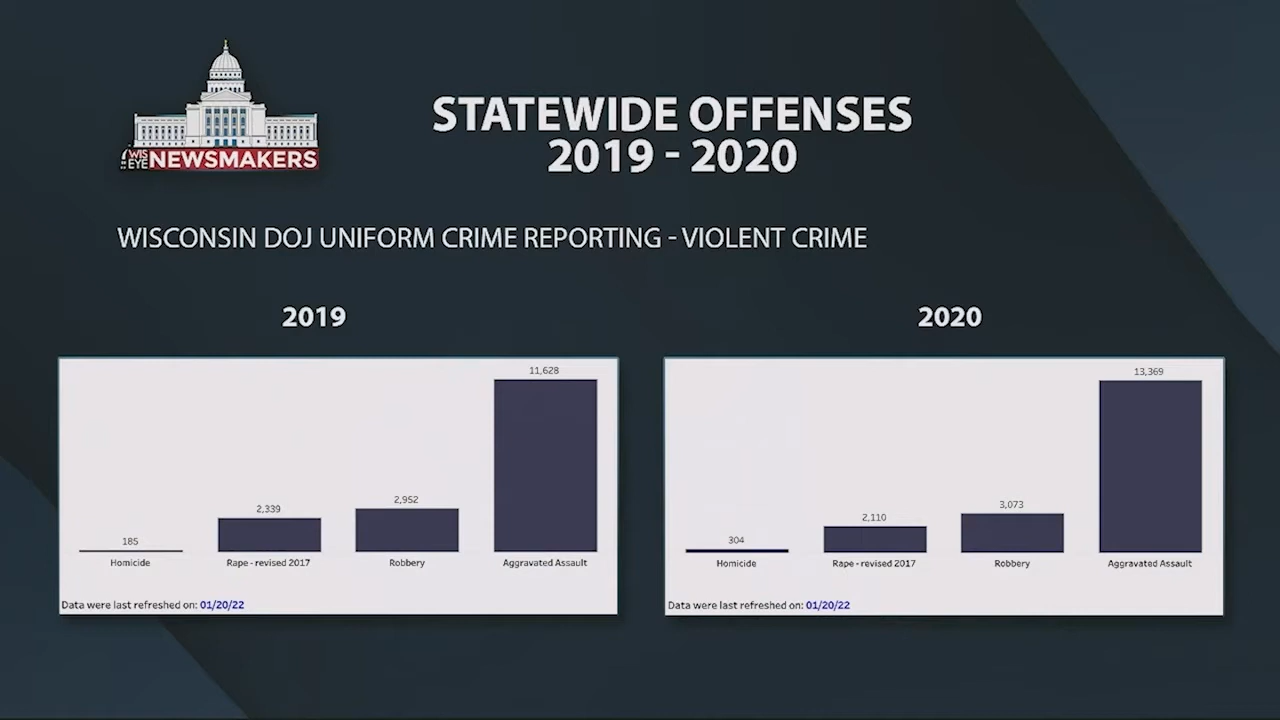 STATEWIDE OFFENSES
2019 - 2020
WIS
EYE
NEWSMAKERS
WISCONSIN DOJ UNIFORM CRIME REPORTING - VIOLENT CRIME
2019
185
2,339
2,952
11,628
Homicide
Rape - revised 2017
Robbery
Aggravated Assault
Data were last refreshed on: 01/20/22
2020
304
2,110
3,073
13,369
Homicide
Rape - revised 2017
Robbery
Aggravated Assault
Data were last refreshed on: 01/20/22